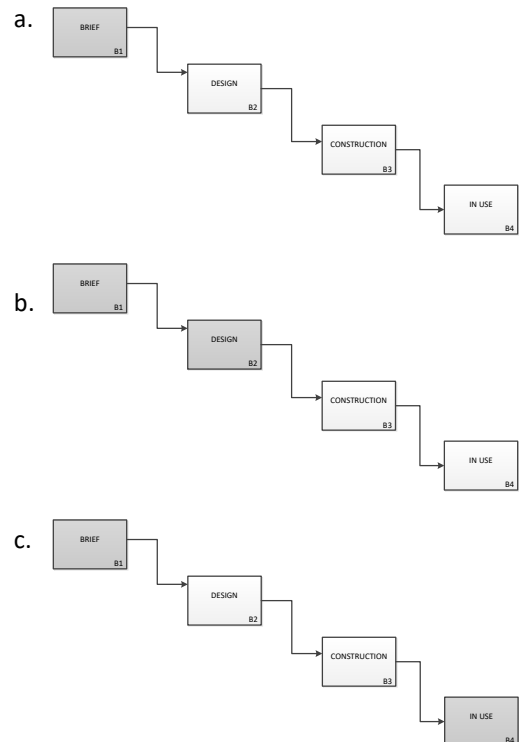 a.
BRIEF
B1
DESIGN
B2
CONSTRUCTION
B3
IN USE
B4
b.
BRIEF
B1
DESIGN
B2
CONSTRUCTION
B3
IN USE
B4
c.
BRIEF
B1
DESIGN
B2
CONSTRUCTION
B3
IN USE
B4